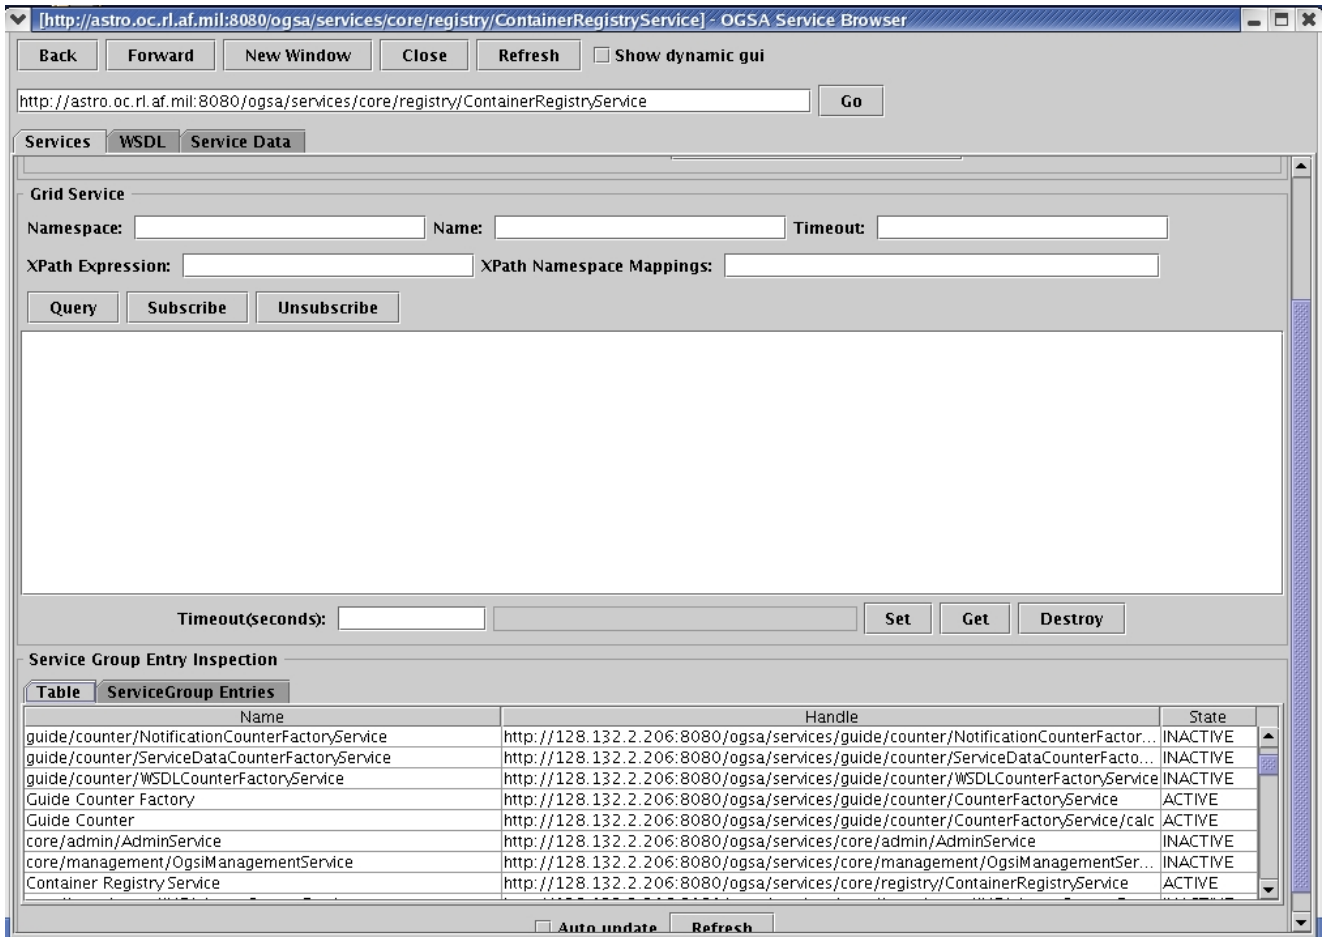 [http://astro.oc.rl.af.mil:8080/ogsa/services/core/registry/ContainerRegistryService] - OGSA Service Browser
Back Forward New Window Close Refresh Show dynamic gui
http://astro.oc.rl.af.mil:8080/ogsa/services/core/registry/ContainerRegistryService Go
Services WSDL Service Data
Grid Service
Namespace: Name: Timeout:
XPath Expression: XPath Namespace Mappings:
Query Subscribe Unsubscribe
Timeout(seconds): Set Get Destroy
Service Group Entry Inspection
Table ServiceGroup Entries
Name Handle State
guide/counter/NotificationCounterFactoryService http://128.132.2.206:8080/ogsa/services/guide/counter/NotificationCounterFactor... INACTIVE
guide/counter/ServiceDataCounterFactoryService http://128.132.2.206:8080/ogsa/services/guide/counter/ServiceDataCounterFacto... INACTIVE
guide/counter/WSDLCounterFactoryService http://128.132.2.206:8080/ogsa/services/guide/counter/WSDLCounterFactoryService INACTIVE
Guide Counter Factory http://128.132.2.206:8080/ogsa/services/guide/counter/CounterFactoryService ACTIVE
Guide Counter http://128.132.2.206:8080/ogsa/services/guide/counter/CounterFactoryService/calc ACTIVE
core/admin/AdminService http://128.132.2.206:8080/ogsa/services/core/admin/AdminService INACTIVE
core/management/OgsiManagementService http://128.132.2.206:8080/ogsa/services/core/management/OgsiManagementSer... INACTIVE
Container Registry Service http://128.132.2.206:8080/ogsa/services/core/registry/ContainerRegistryService ACTIVE
Auto update Refresh